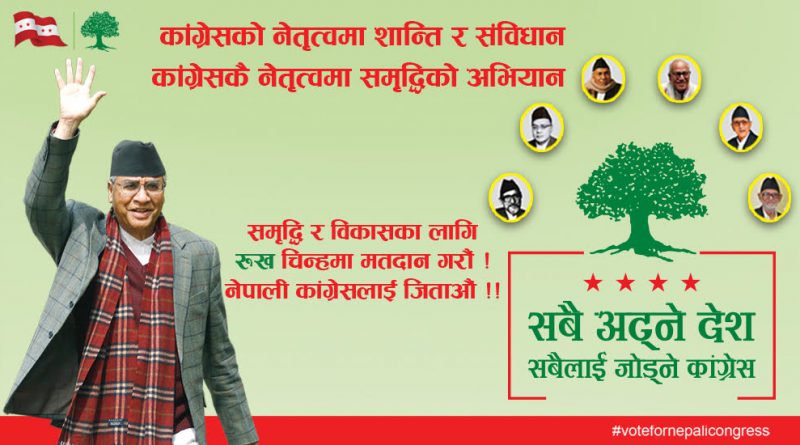 कांग्रेसको नेतृत्वमा शान्ति र संविधान
कांग्रेसकै नेतृत्वमा समृद्धिको अभियान
समृद्धि र विकासका लागि
रूख चिन्हमा मतदान गरौं !
नेपाली कांग्रेसलाई जिताऔं !!
सबै अट्ने देश
सबैलाई जोड्ने कांग्रेस
#votefornepalicongress